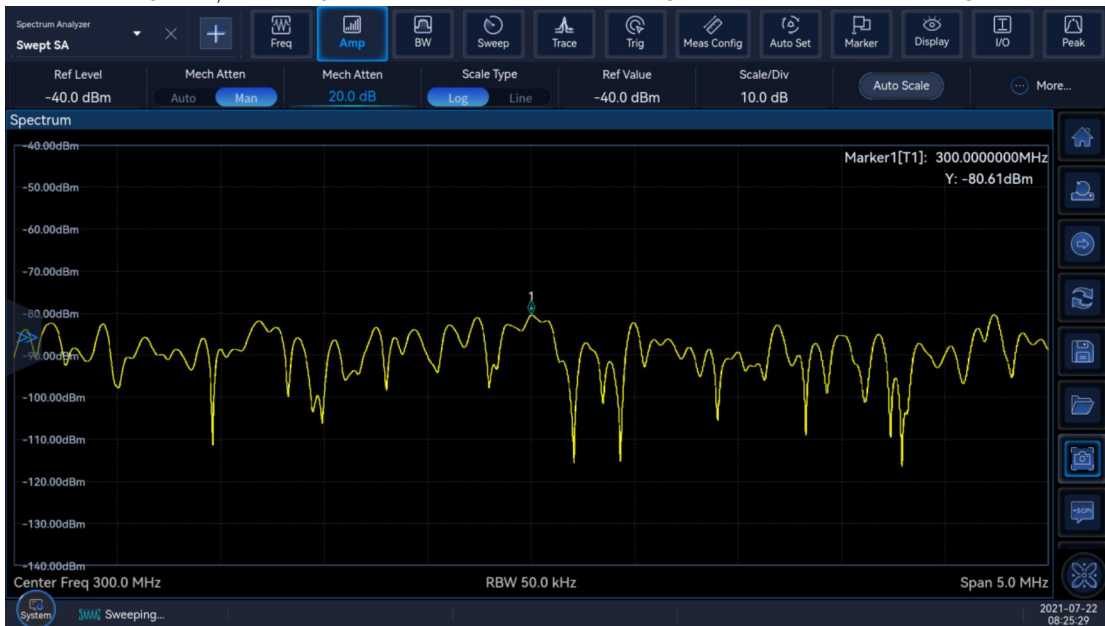 Spectrum Analyzer
Swept SA
Freq Amp BW Sweep Trace Trig Meas Config Auto Set Marker Display I/O Peak
Ref Level Mech Atten Mech Atten Scale Type Ref Value Scale/Div
-40.0 dBm Auto Man 20.0 dB Log Line -40.0 dBm 10.0 dB Auto Scale More...
Spectrum
-40.00dBm
Marker1[T1]: 300.0000000MHz
Y: -80.61dBm
-50.00dBm
-60.00dBm
-70.00dBm
1
-80.00dBm
-90.00dBm
-100.00dBm
-110.00dBm
-120.00dBm
-130.00dBm
-140.00dBm
Center Freq 300.0 MHz RBW 50.0 kHz Span 5.0 MHz
System Sweeping...
2021-07-22
08:25:29